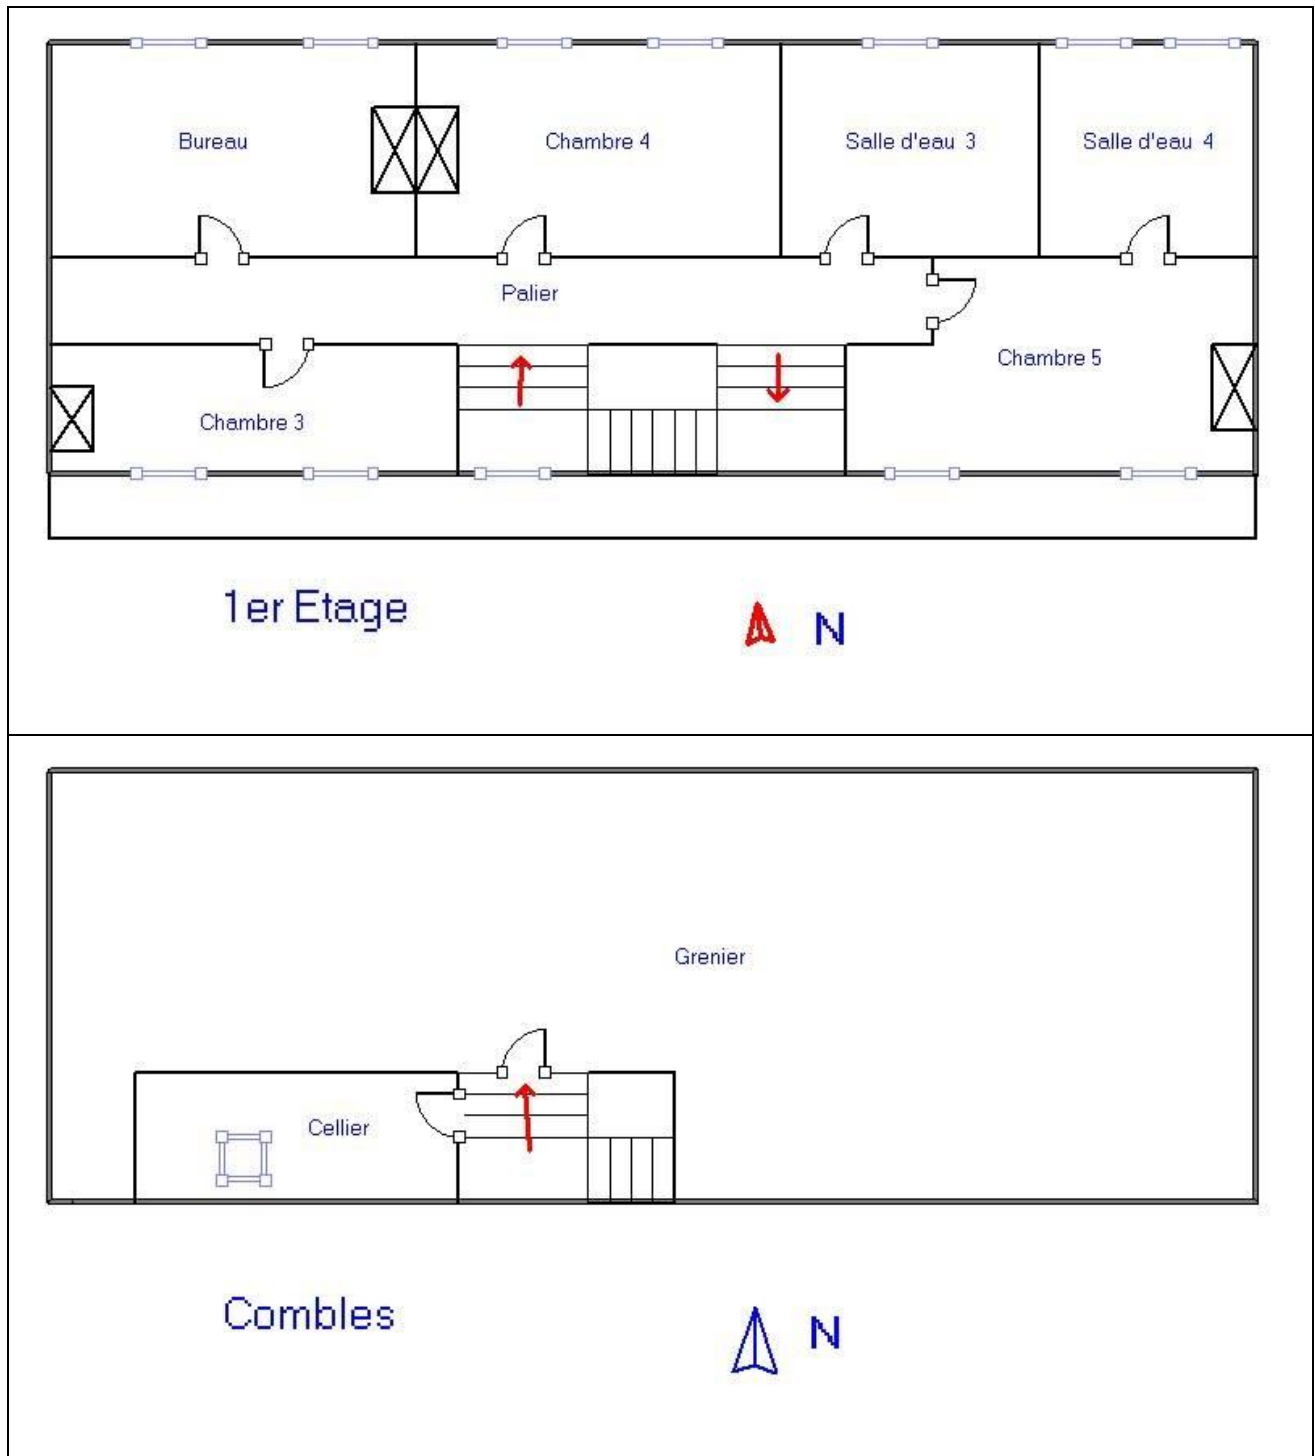 Bureau
Chambre 4
Salle d'eau 3
Salle d'eau 4
Palier
Chambre 5
Chambre 3
1er Etage
N
Grenier
Cellier
Combles
N